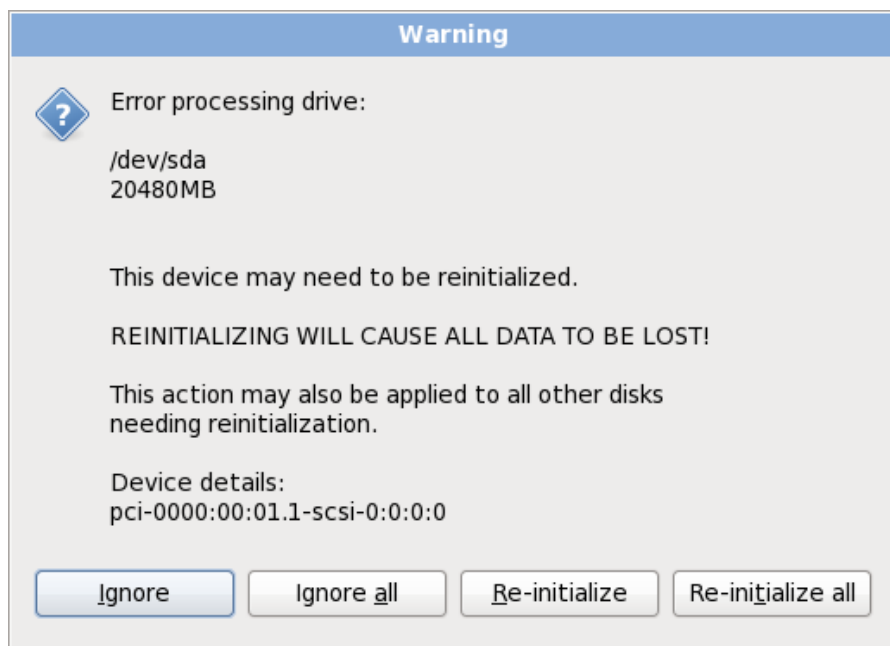 Warning
?
Error processing drive:
/dev/sda
20480MB
This device may need to be reinitialized.
REINITIALIZING WILL CAUSE ALL DATA TO BE LOST!
This action may also be applied to all other disks
needing reinitialization.
Device details:
pci-0000:00:01.1-scsi-0:0:0:0
Ignore Ignore all Re-initialize Re-initialize all